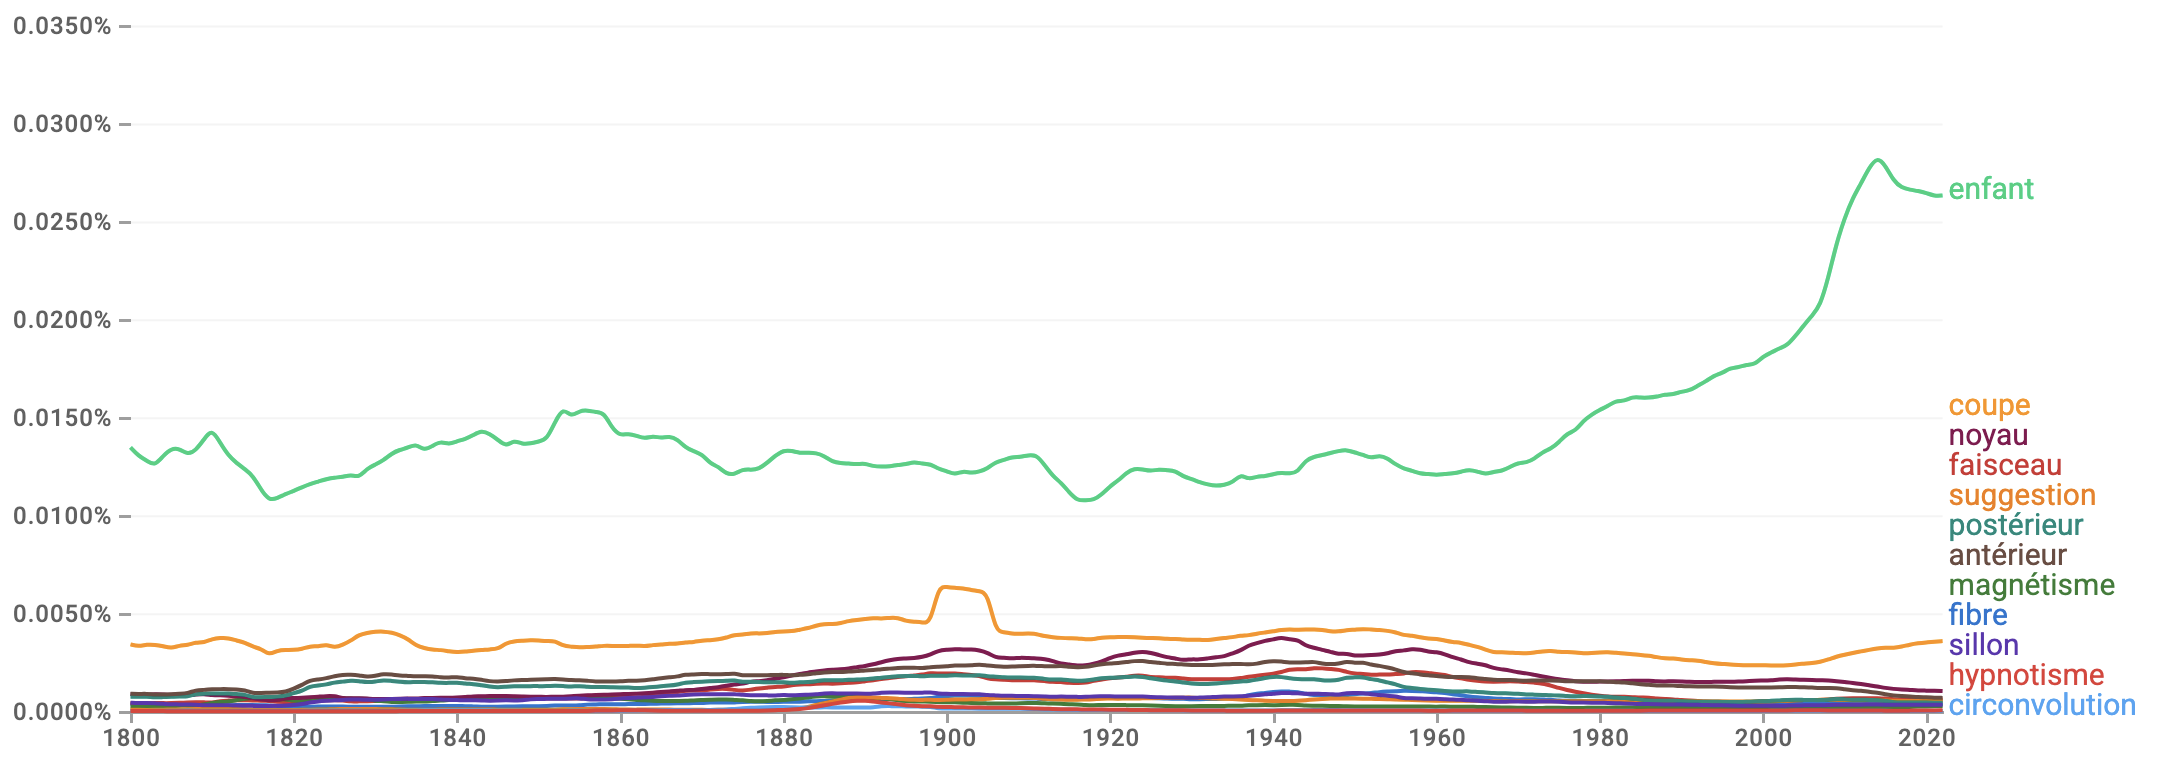 0.0350%
0.0300%
0.0250%
0.0200%
0.0150%
0.0100%
0.0050%
0.0000%
1800 1820 1840 1860 1880 1900 1920 1940 1960 1980 2000 2020
enfant
coupe
noyau
faisceau
suggestion
postérieur
antérieur
magnétisme
fibre
sillon
hypnotisme
circonvolution